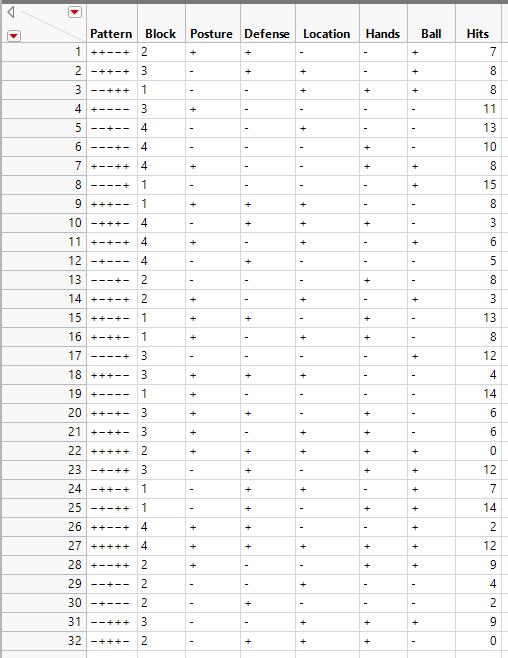 Pattern Block Posture Defense Location Hands Ball Hits
1 ++--+ 2 + + - - + 7
2 -++-+ 3 - + + - + 8
3 --+++ 1 - - + + + 8
4 +---- 3 + - - - - 11
5 --+-- 4 - - + - - 13
6 ---+- 4 - - - + - 10
7 +--++ 4 + - - + + 8
8 ----+ 1 - - - - + 15
9 +++-- 1 + + + - - 8
10 -+++- 4 - + + + - 3
11 +-+-+ 4 + - + - + 6
12 -+--- 4 - + - - - 5
13 ---+- 2 - - - + - 8
14 +-+-+ 2 + - + - + 3
15 ++-+- 1 + + - + - 13
16 +-++- 1 + - + + - 8
17 ----+ 3 - - - - + 12
18 +++-- 3 + + + - - 4
19 +---- 1 + - - - - 14
20 ++-+- 3 + + - + - 6
21 +-++- 3 + - + + - 6
22 +++++ 2 + + + + + 0
23 -+-++ 3 - + - + + 12
24 -++-+ 1 - + + - + 7
25 -+-++ 1 - + - + + 14
26 ++--+ 4 + + - - + 2
27 +++++ 4 + + + + + 12
28 +--++ 2 + - - + + 9
29 --+-- 2 - - + - - 4
30 -+--- 2 - + - - - 2
31 --+++ 3 - - + + + 9
32 -+++- 2 - + + + - 0